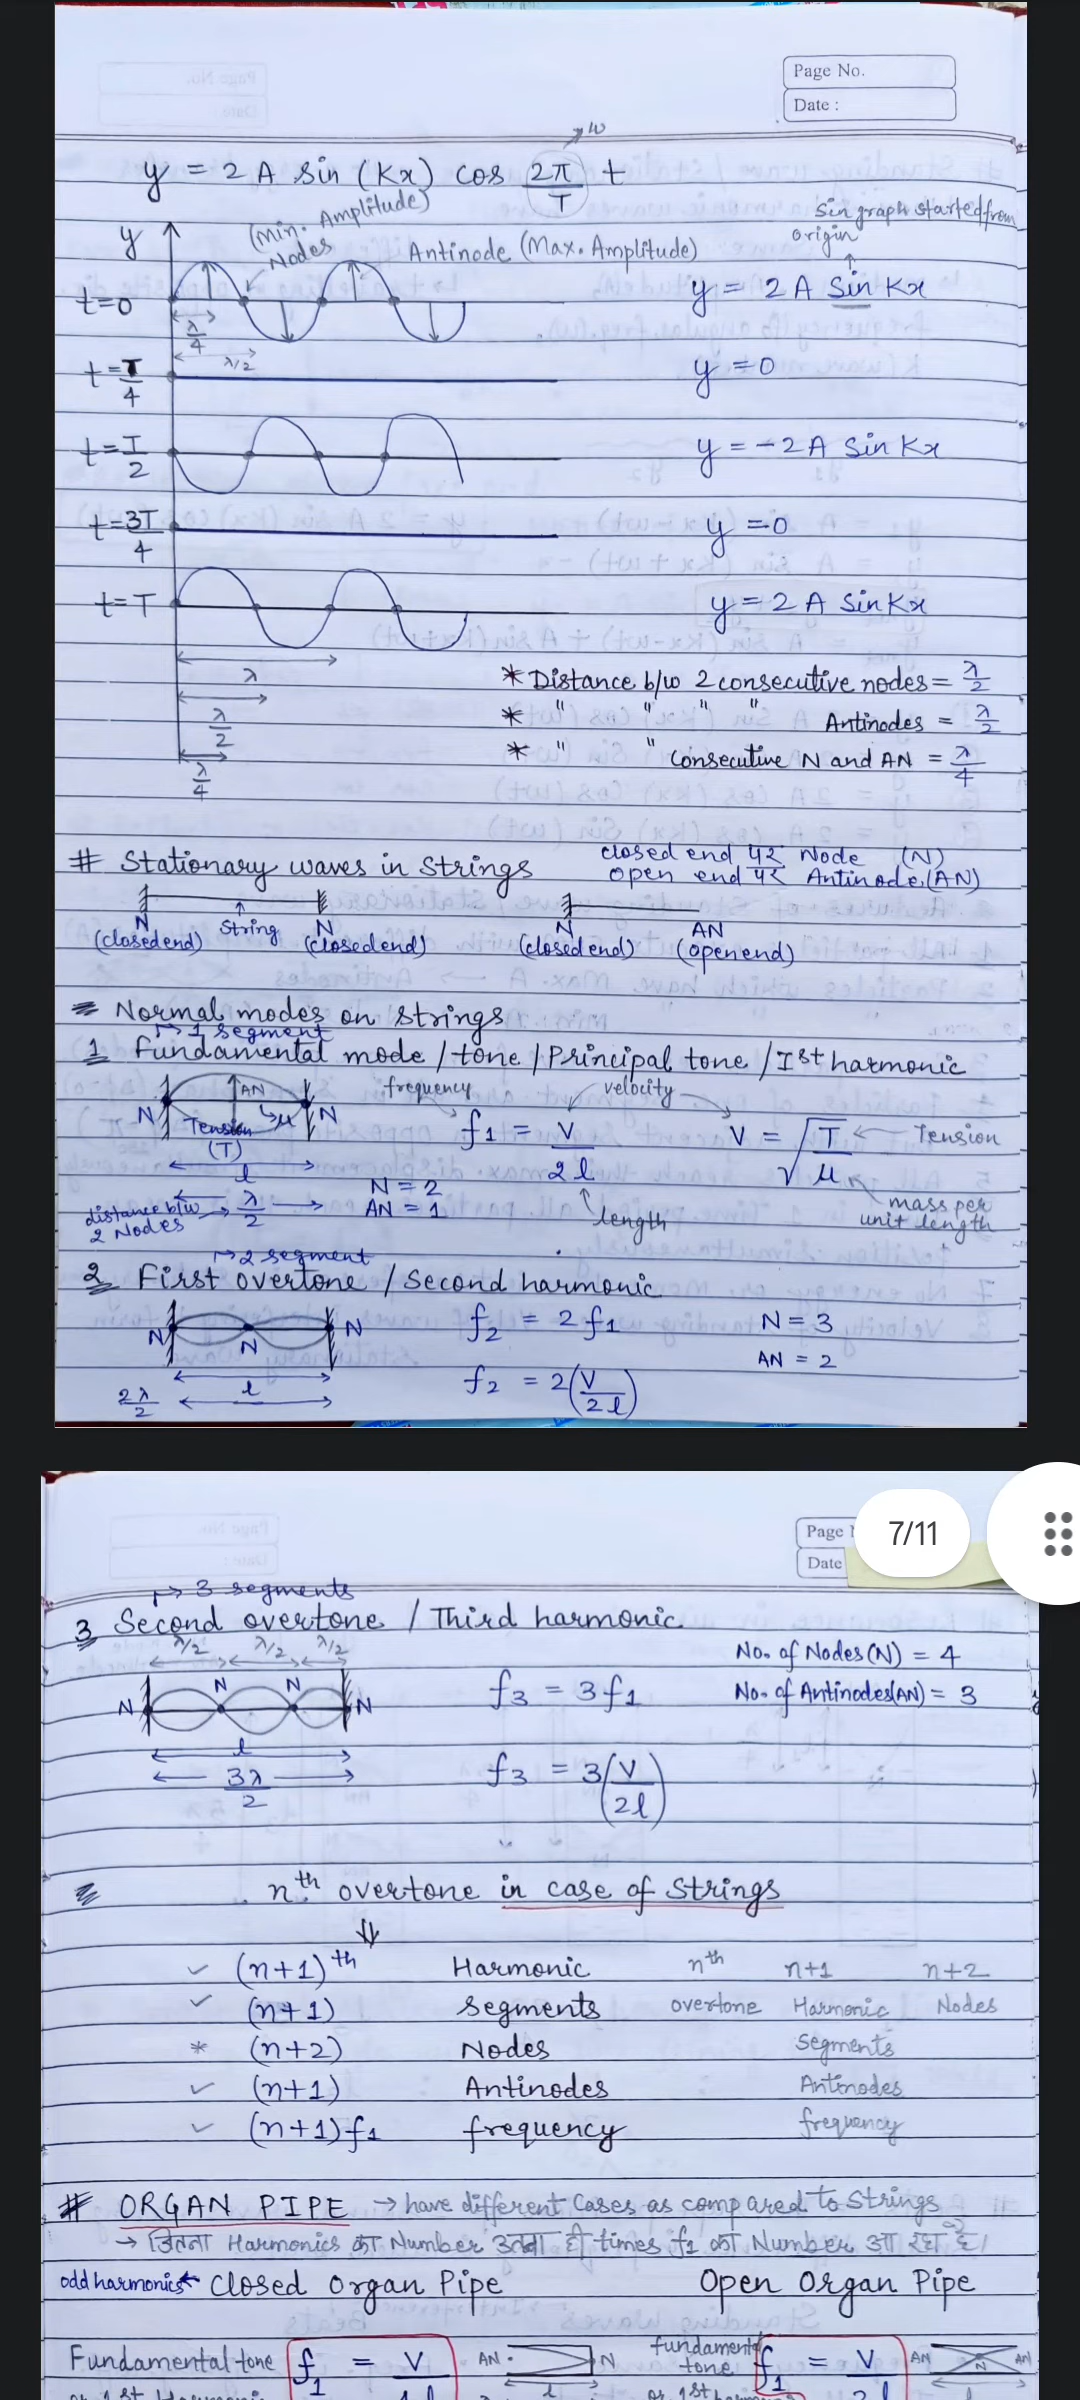 Page No.
Date :
ω
y = 2 A sin (Kx) cos 2π/T t
(Min. Amplitude)
Nodes
Antinode (Max. Amplitude)
Sin graph started from
origin
y
t=0
y = 2 A Sin Kx
λ/4
λ/2
t=T/4
y = 0
t=T/2
y = -2 A Sin Kx
t=3T/4
y = 0
t=T
y = 2 A SinKx
λ
λ/2
λ/4
* Distance b/w 2 consecutive nodes = λ/2
* " " " " Antinodes = λ/2
* " " Consecutive N and AN = λ/4
# Stationary waves in Strings
closed end पर Node (N)
open end पर Antinode (AN)
N String N N AN
(closed end) (closed end) (closed end) (open end)
Normal modes on strings
→ 1 segment
1 Fundamental mode / tone / Principal tone / Ist harmonic
frequency velocity
N AN N
μ
Tension
(T)
f1 = V/2l
V = √T/μ
Tension
mass per
unit length
length
l
N = 2
AN = 1
distance b/w
2 Nodes
λ/2
→ 2 segment
2 First overtone / Second harmonic
N N N
f2 = 2f1
N = 3
AN = 2
l
2λ/2
f2 = 2(V/2l)
7/11
Page
Date
→ 3 segments
3 Second overtone / Third harmonic
λ/2 λ/2 λ/2
N N N N
No. of Nodes(N) = 4
f3 = 3f1
No. of Antinodes(AN) = 3
l
3λ/2
f3 = 3(V/2l)
nth overtone in case of Strings
⇓
✓ (n+1)th Harmonic
✓ (n+1) Segments
* (n+2) Nodes
✓ (n+1) Antinodes
✓ (n+1)f1 frequency
nth n+1 n+2
overtone Harmonic Nodes
Segments
Antinodes
frequency
# ORGAN PIPE → have different Cases as compared to Strings
→ जितना Harmonics का Number उतना ही times f1 का Number आ रहा है।
odd harmonics ← Closed Organ Pipe Open Organ Pipe
Fundamental tone f1 = V AN N
l
fundamental
tone f1 = V AN N AN
l